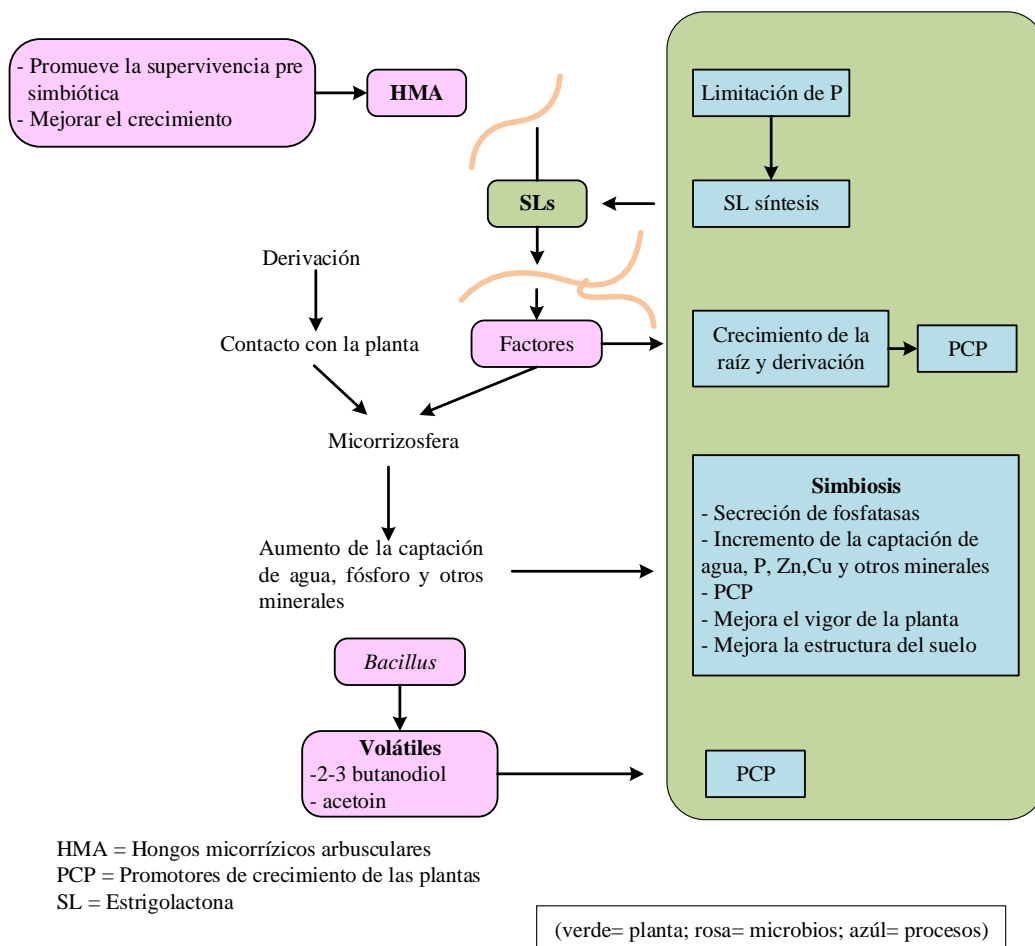 - Promueve la supervivencia pre
simbiótica
- Mejorar el crecimiento
HMA
Limitación de P
SLs
SL síntesis
Derivación
Contacto con la planta
Factores
Crecimiento de la
raíz y derivación
PCP
Micorrizosfera
Aumento de la captación
de agua, fósforo y otros
minerales
Simbiosis
- Secreción de fosfatasas
- Incremento de la captación de
agua, P, Zn,Cu y otros minerales
- PCP
- Mejora el vigor de la planta
- Mejora la estructura del suelo
Bacillus
Volátiles
-2-3 butanodiol
- acetoin
PCP
HMA = Hongos micorrízicos arbusculares
PCP = Promotores de crecimiento de las plantas
SL = Estrigolactona
(verde= planta; rosa= microbios; azúl= procesos)